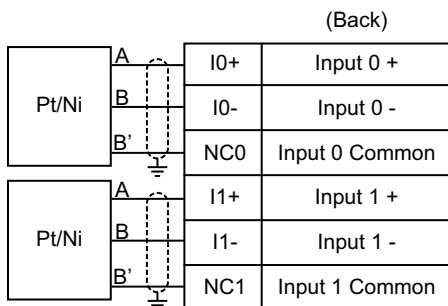 (Back)
A I0+ Input 0 +
Pt/Ni B I0- Input 0 -
B’ NC0 Input 0 Common
A I1+ Input 1 +
Pt/Ni B I1- Input 1 -
B’ NC1 Input 1 Common